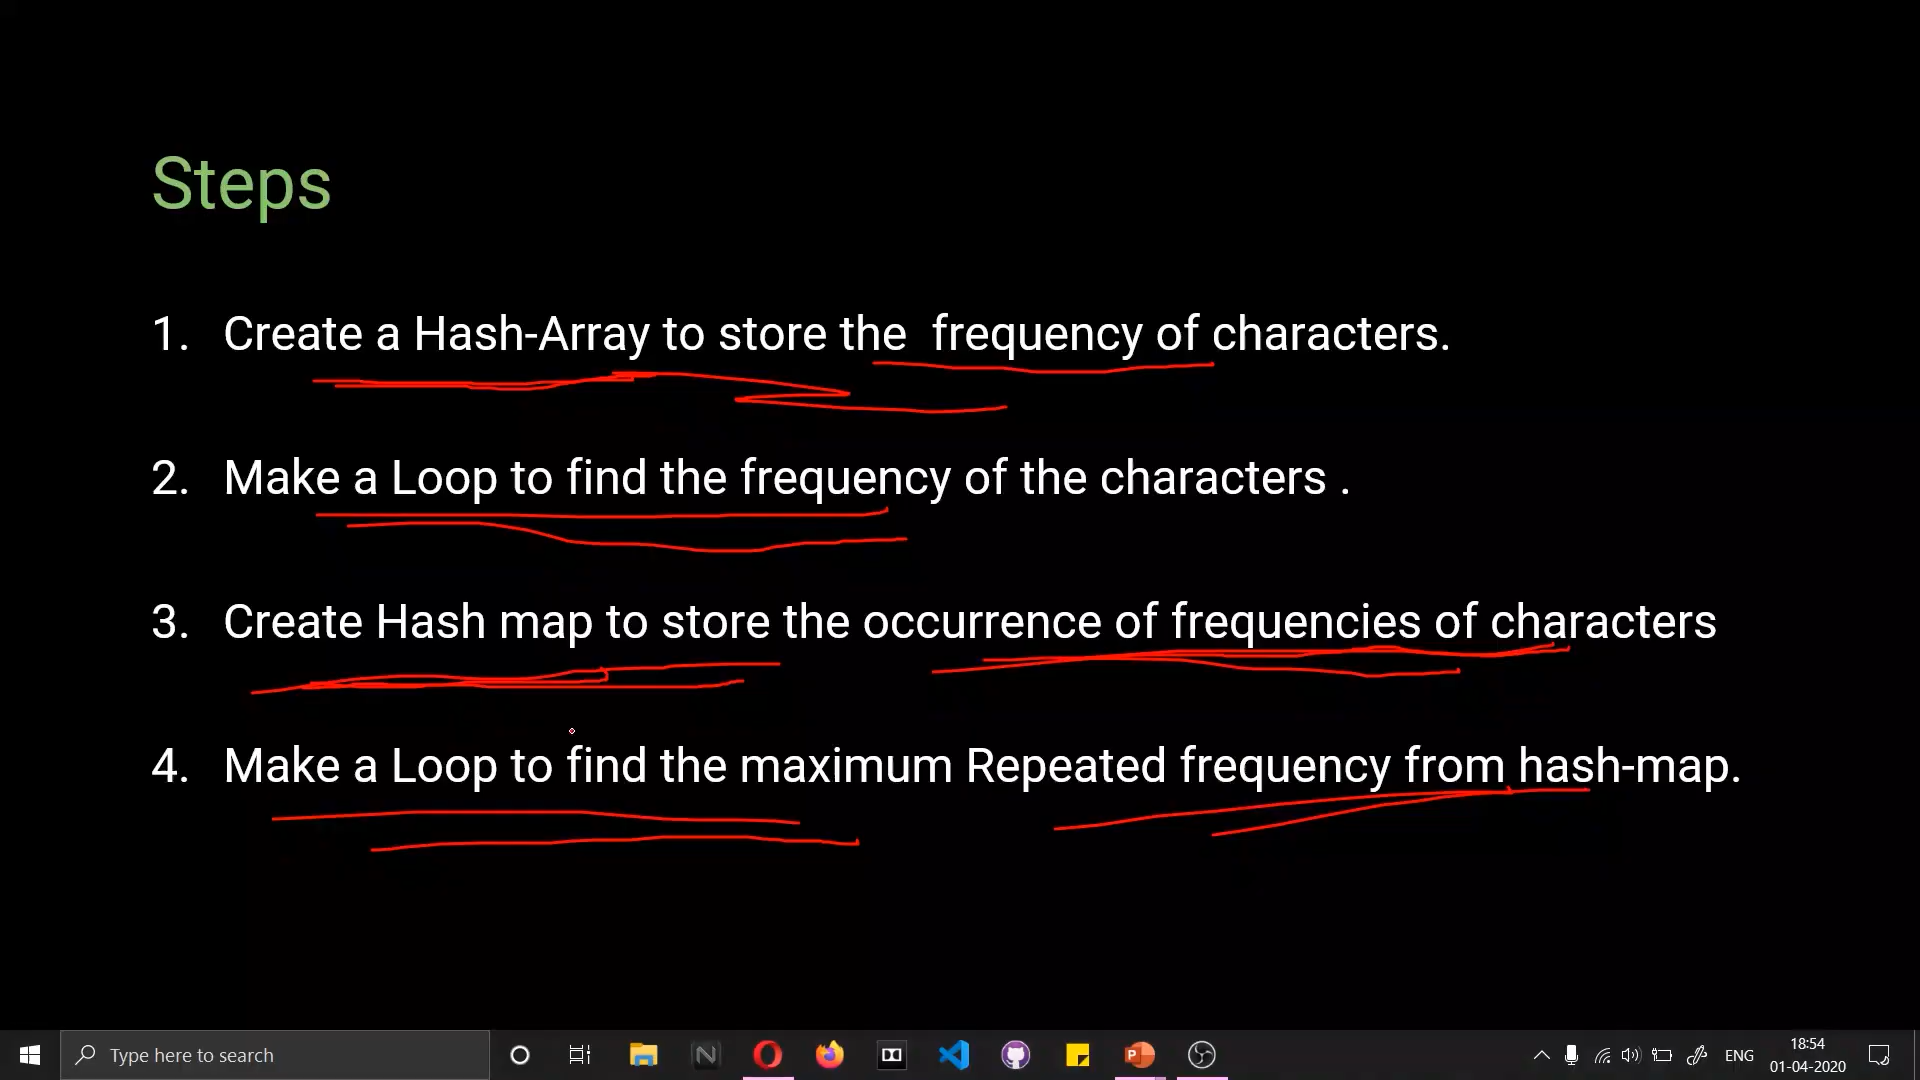 Steps
1. Create a Hash-Array to store the frequency of characters.
2. Make a Loop to find the frequency of the characters .
3. Create Hash map to store the occurrence of frequencies of characters
4. Make a Loop to find the maximum Repeated frequency from hash-map.
Type here to search
N
P
ENG
18:54
01-04-2020